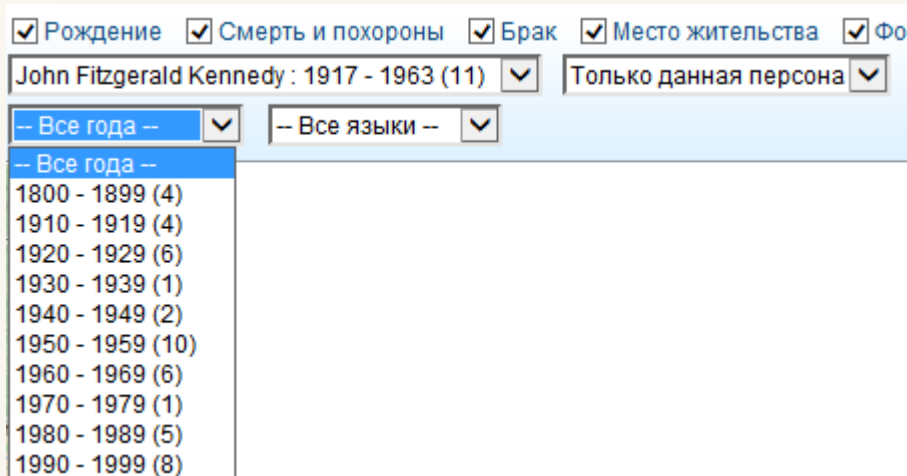 Рождение Смерть и похороны Брак Место жительства Фо
John Fitzgerald Kennedy : 1917 - 1963 (11) Только данная персона
-- Все года -- -- Все языки --
-- Все года --
1800 - 1899 (4)
1910 - 1919 (4)
1920 - 1929 (6)
1930 - 1939 (1)
1940 - 1949 (2)
1950 - 1959 (10)
1960 - 1969 (6)
1970 - 1979 (1)
1980 - 1989 (5)
1990 - 1999 (8)